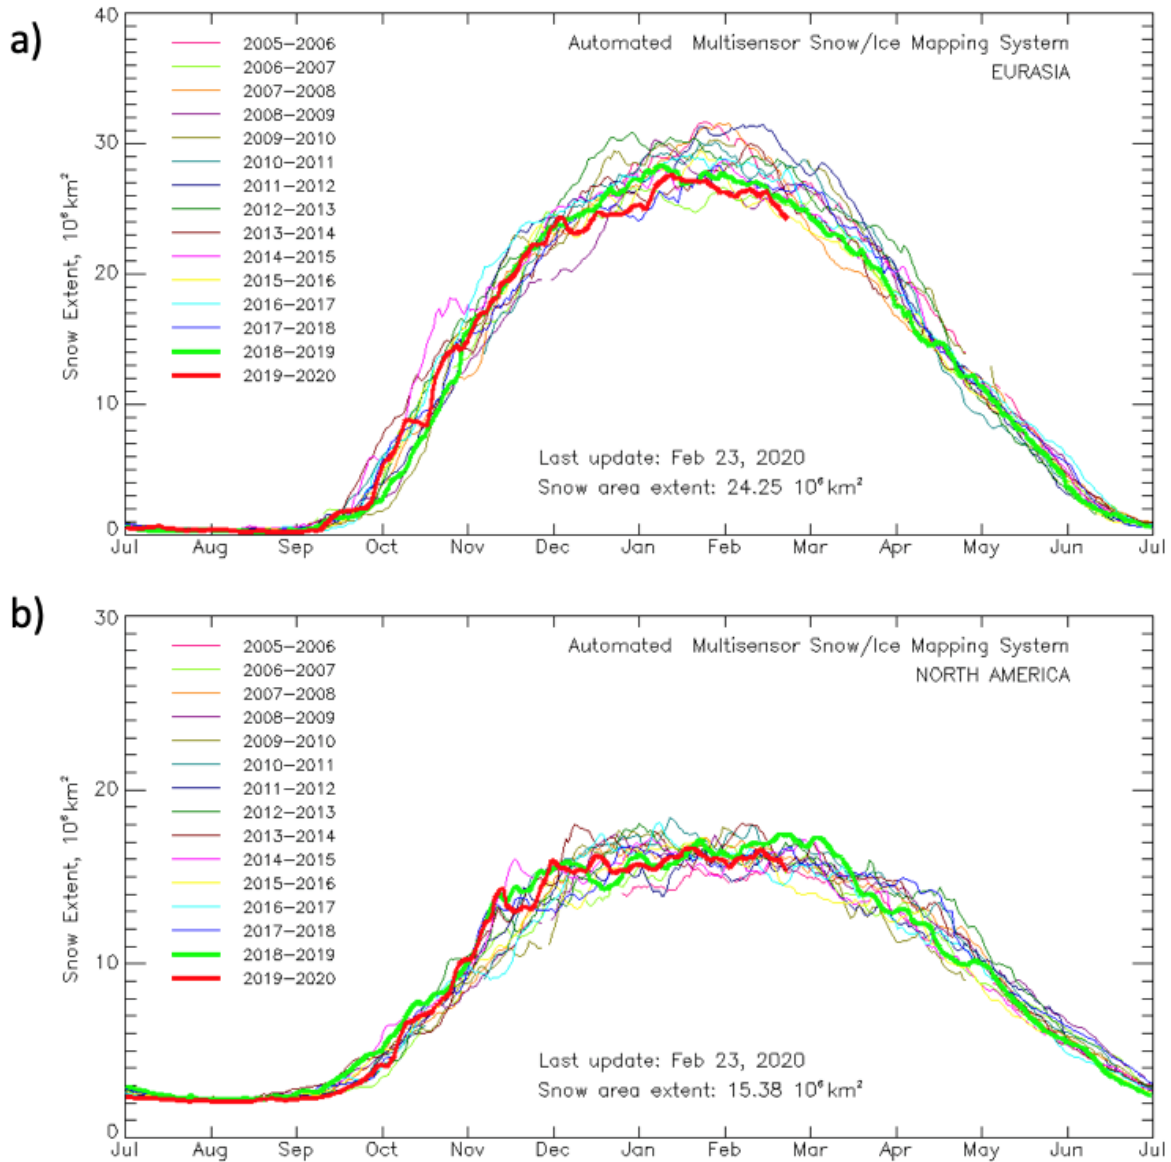 a)
40
30
20
10
0
Snow Extent, 10⁶km²
2005-2006
2006-2007
2007-2008
2008-2009
2009-2010
2010-2011
2011-2012
2012-2013
2013-2014
2014-2015
2015-2016
2016-2017
2017-2018
2018-2019
2019-2020
Automated Multisensor Snow/Ice Mapping System
EURASIA
Last update: Feb 23, 2020
Snow area extent: 24.25 10⁶km²
Jul Aug Sep Oct Nov Dec Jan Feb Mar Apr May Jun Jul
b)
30
20
10
0
Snow Extent, 10⁶km²
2005-2006
2006-2007
2007-2008
2008-2009
2009-2010
2010-2011
2011-2012
2012-2013
2013-2014
2014-2015
2015-2016
2016-2017
2017-2018
2018-2019
2019-2020
Automated Multisensor Snow/Ice Mapping System
NORTH AMERICA
Last update: Feb 23, 2020
Snow area extent: 15.38 10⁶km²
Jul Aug Sep Oct Nov Dec Jan Feb Mar Apr May Jun Jul